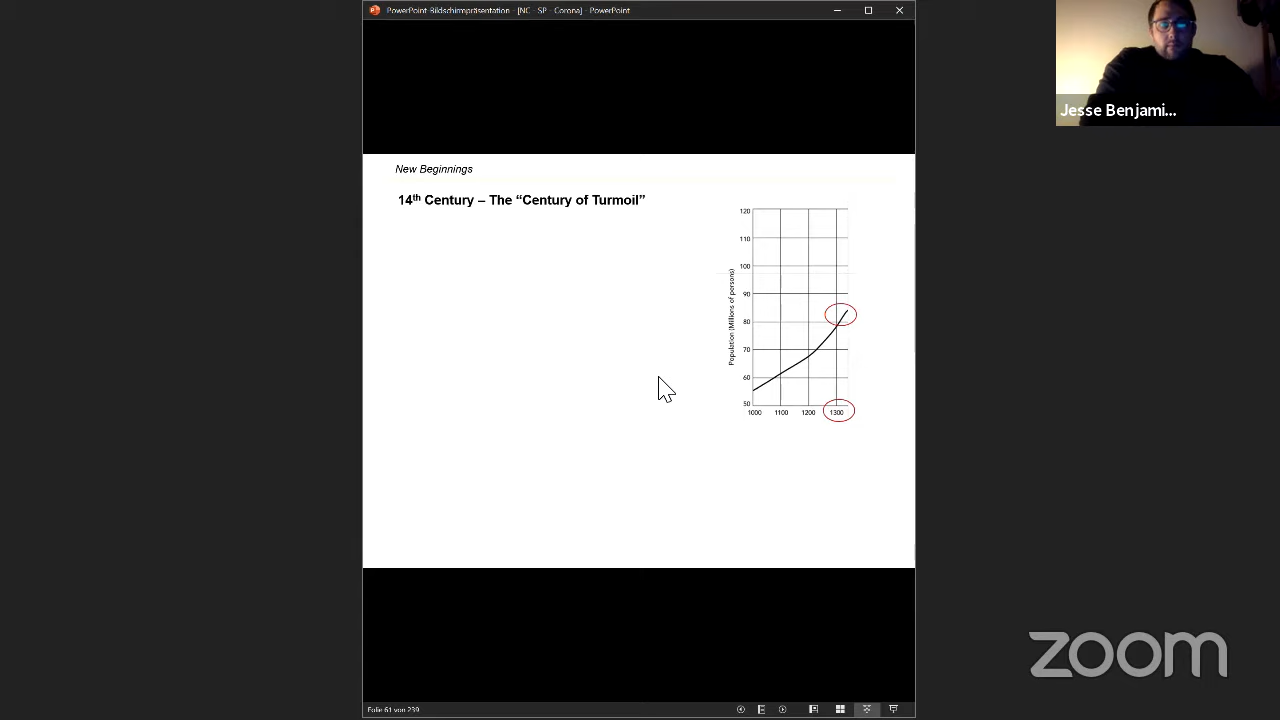 PowerPoint-Bildschirmpräsentation - [NC - SP - Corona] - PowerPoint
Jesse Benjami...
New Beginnings
14th Century – The “Century of Turmoil”
120
110
100
90
80
70
60
50
Population (Millions of persons)
1000 1100 1200 1300
zoom
Folie 61 von 239